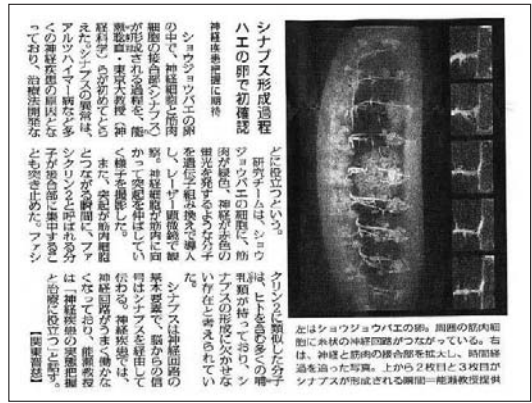 シナプス形成過程
ハエの卵で初確認
神経疾患把握に期待
ショウジョウバエの卵
の中で、神経細胞と筋肉
細胞の接合部(シナプス)
が形成される過程を、能
瀬聡直・東京大教授(神
経科学)らが初めてとら
えた。シナプスの異常は、
アルツハイマー病など多
くの神経疾患の原因とな
っており、治療法開発な
どに役立つという。
研究チームは、ショウ
ジョウバエの細胞に、筋
肉が緑色、神経が赤色の
蛍光を発するような分子
を遺伝子組み換えで導入
し、レーザー顕微鏡で観
察。神経細胞が筋肉に向
かって突起を伸ばしてい
く様子を撮影した。
また、突起が筋肉細胞
とつながる瞬間に、ファ
シクリン2と呼ばれる分
子が接合部に集中するこ
とも突き止めた。ファシ
クリン2に類似した分子
は、ヒトを含む多くの哺
乳類が持っており、シ
ナプスの形成に欠かせな
い存在と考えられてい
た。
シナプスは神経回路の
基本要素で、脳からの信
号はシナプスを経由して
伝わる。神経疾患では、
神経回路がうまく働かな
くなっており、能瀬教授
は「神経疾患の実態把握
と治療に役立つ」と話す。
【関東晋慈】
左はショウジョウバエの卵。周囲の筋肉細
胞に糸状の神経回路がつながっている。右
は、神経と筋肉の接合部を拡大し、時間経
過を追った写真。上から2枚目と3枚目が
シナプスが形成される瞬間=能瀬教授提供